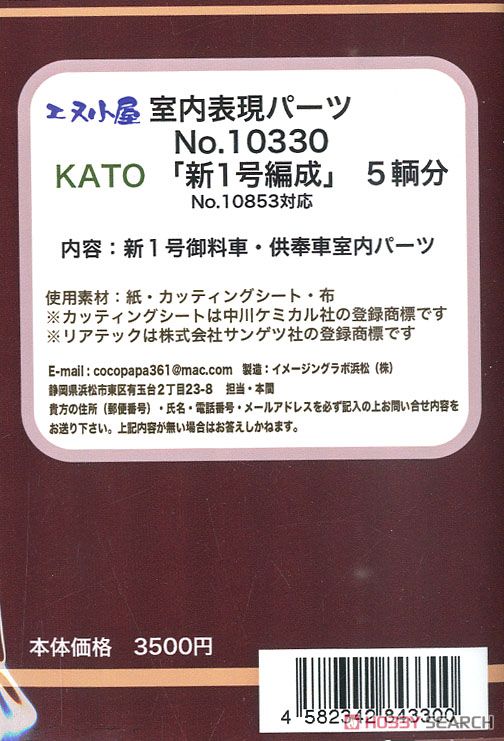 エヌ小屋 室内表現パーツ
No.10330
KATO 「新1号編成」 5輌分
No.10853対応
内容：新１号御料車・供奉車室内パーツ
使用素材：紙・カッティングシート・布
※カッティングシートは中川ケミカル社の登録商標です
※リアテックは株式会社サンゲツ社の登録商標です
E-mail : cocopapa361@mac.com 製造：イメージングラボ浜松（株）
静岡県浜松市東区有玉台２丁目23-8 担当・本間
貴方の住所（郵便番号）・氏名・電話番号・メールアドレスを必ず記入の上お問い合せ内容を
お送り下さい。上記内容が無い場合はお答えしかねます。
本体価格 3500円
4 582342 843300
HOBBY SEARCH